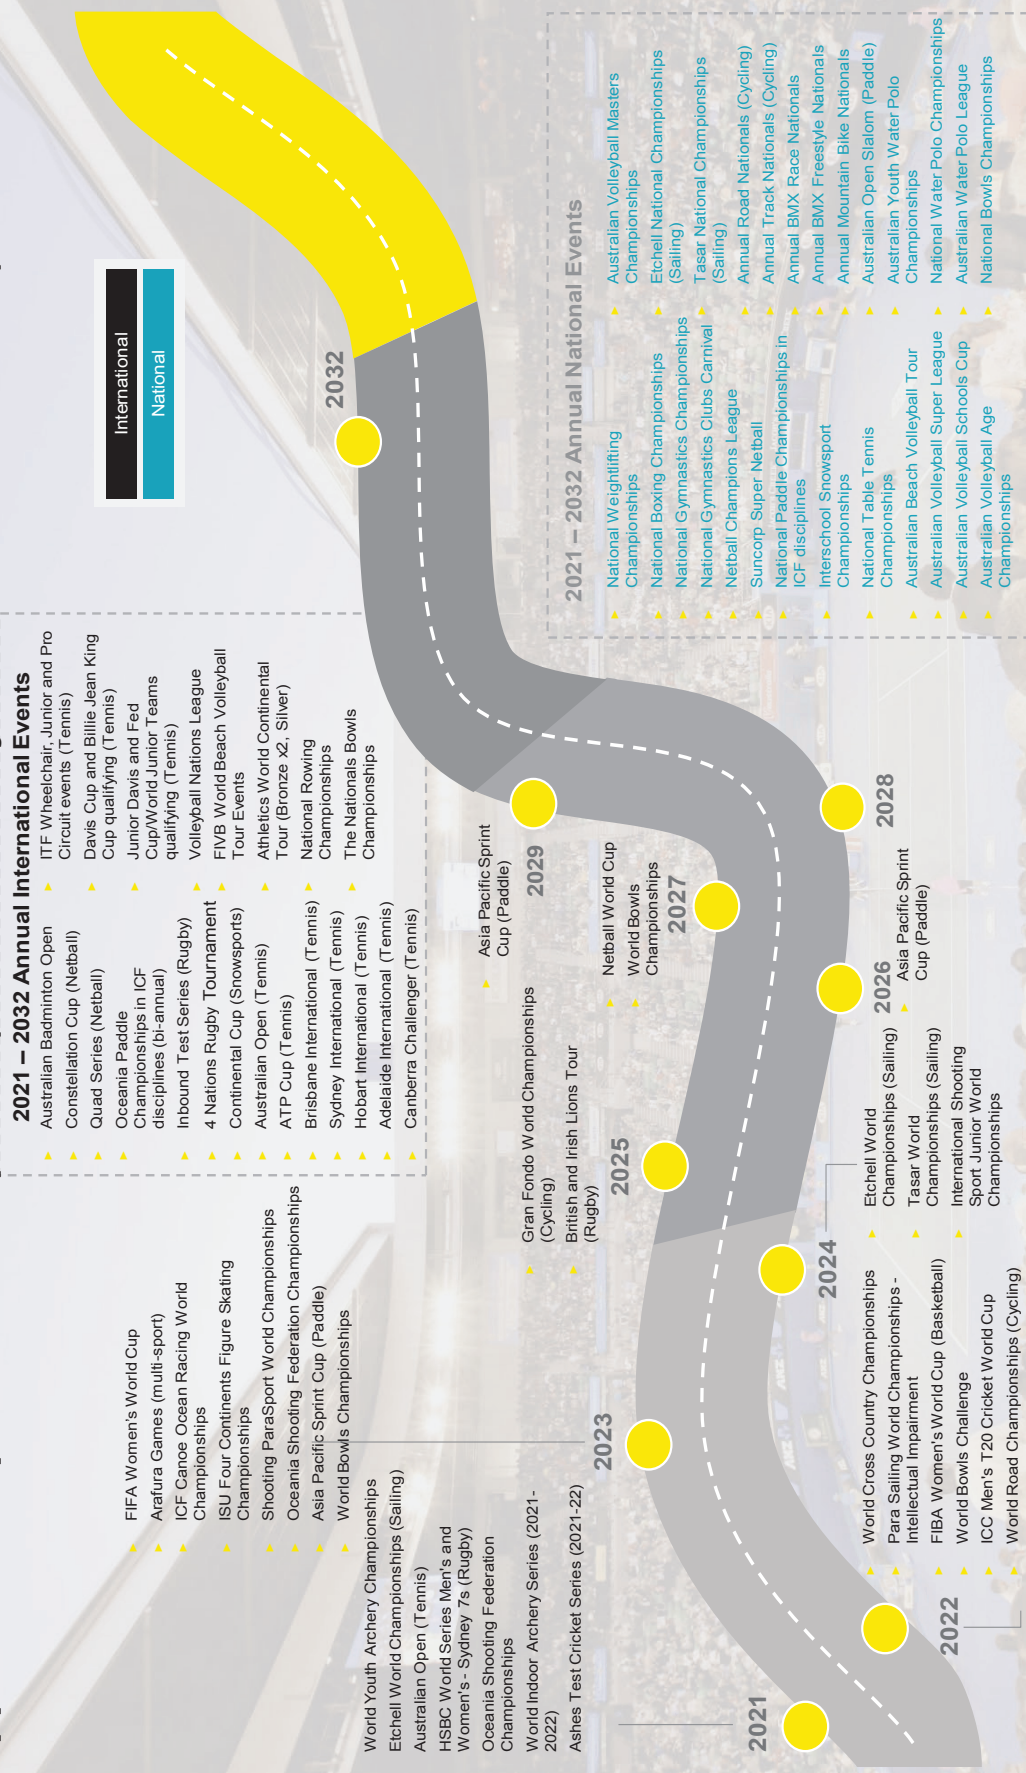 International
National
2021 – 2032 Annual International Events
Australian Badminton Open
Constellation Cup (Netball)
Quad Series (Netball)
Oceania Paddle
Championships in ICF
disciplines (bi-annual)
Inbound Test Series (Rugby)
4 Nations Rugby Tournament
Continental Cup (Snowsports)
Australian Open (Tennis)
ATP Cup (Tennis)
Brisbane International (Tennis)
Sydney International (Tennis)
Hobart International (Tennis)
Adelaide International (Tennis)
Canberra Challenger (Tennis)
ITF Wheelchair, Junior and Pro
Circuit events (Tennis)
Davis Cup and Billie Jean King
Cup qualifying (Tennis)
Junior Davis and Fed
Cup/World Junior Teams
qualifying (Tennis)
Volleyball Nations League
FIVB World Beach Volleyball
Tour Events
Athletics World Continental
Tour (Bronze x2, Silver)
National Rowing
Championships
The Nationals Bowls
Championships
FIFA Women's World Cup
Arafura Games (multi-sport)
ICF Canoe Ocean Racing World
Championships
ISU Four Continents Figure Skating
Championships
Shooting ParaSport World Championships
Oceania Shooting Federation Championships
Asia Pacific Sprint Cup (Paddle)
World Bowls Championships
2023
World Youth Archery Championships
Etchell World Championships (Sailing)
Australian Open (Tennis)
HSBC World Series Men's and
Women's - Sydney 7s (Rugby)
Oceania Shooting Federation
Championships
World Indoor Archery Series (2021-
2022)
Ashes Test Cricket Series (2021-22)
2021
Gran Fondo World Championships
(Cycling)
British and Irish Lions Tour
(Rugby)
2025
Netball World Cup
World Bowls
Championships
2027
Asia Pacific Sprint
Cup (Paddle)
2029
2032
2022
World Cross Country Championships
Para Sailing World Championships -
Intellectual Impairment
FIBA Women's World Cup (Basketball)
World Bowls Challenge
ICC Men's T20 Cricket World Cup
World Road Championships (Cycling)
2024
Etchell World
Championships (Sailing)
Tasar World
Championships (Sailing)
International Shooting
Sport Junior World
Championships
2026
Asia Pacific Sprint
Cup (Paddle)
2028
2021 – 2032 Annual National Events
National Weightlifting
Championships
National Boxing Championships
National Gymnastics Championships
National Gymnastics Clubs Carnival
Netball Champions League
Suncorp Super Netball
National Paddle Championships in
ICF disciplines
Interschool Snowsport
Championships
National Table Tennis
Championships
Australian Beach Volleyball Tour
Australian Volleyball Super League
Australian Volleyball Schools Cup
Australian Volleyball Age
Championships
Australian Volleyball Masters
Championships
Etchell National Championships
(Sailing)
Tasar National Championships
(Sailing)
Annual Road Nationals (Cycling)
Annual Track Nationals (Cycling)
Annual BMX Race Nationals
Annual BMX Freestyle Nationals
Annual Mountain Bike Nationals
Australian Open Slalom (Paddle)
Australian Youth Water Polo
Championships
National Water Polo Championships
Australian Water Polo League
National Bowls Championships